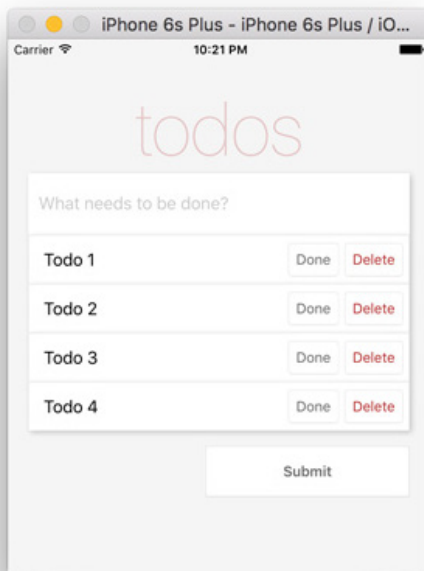 iPhone 6s Plus - iPhone 6s Plus / iO...
Carrier 10:21 PM
todos
What needs to be done?
Todo 1 Done Delete
Todo 2 Done Delete
Todo 3 Done Delete
Todo 4 Done Delete
Submit